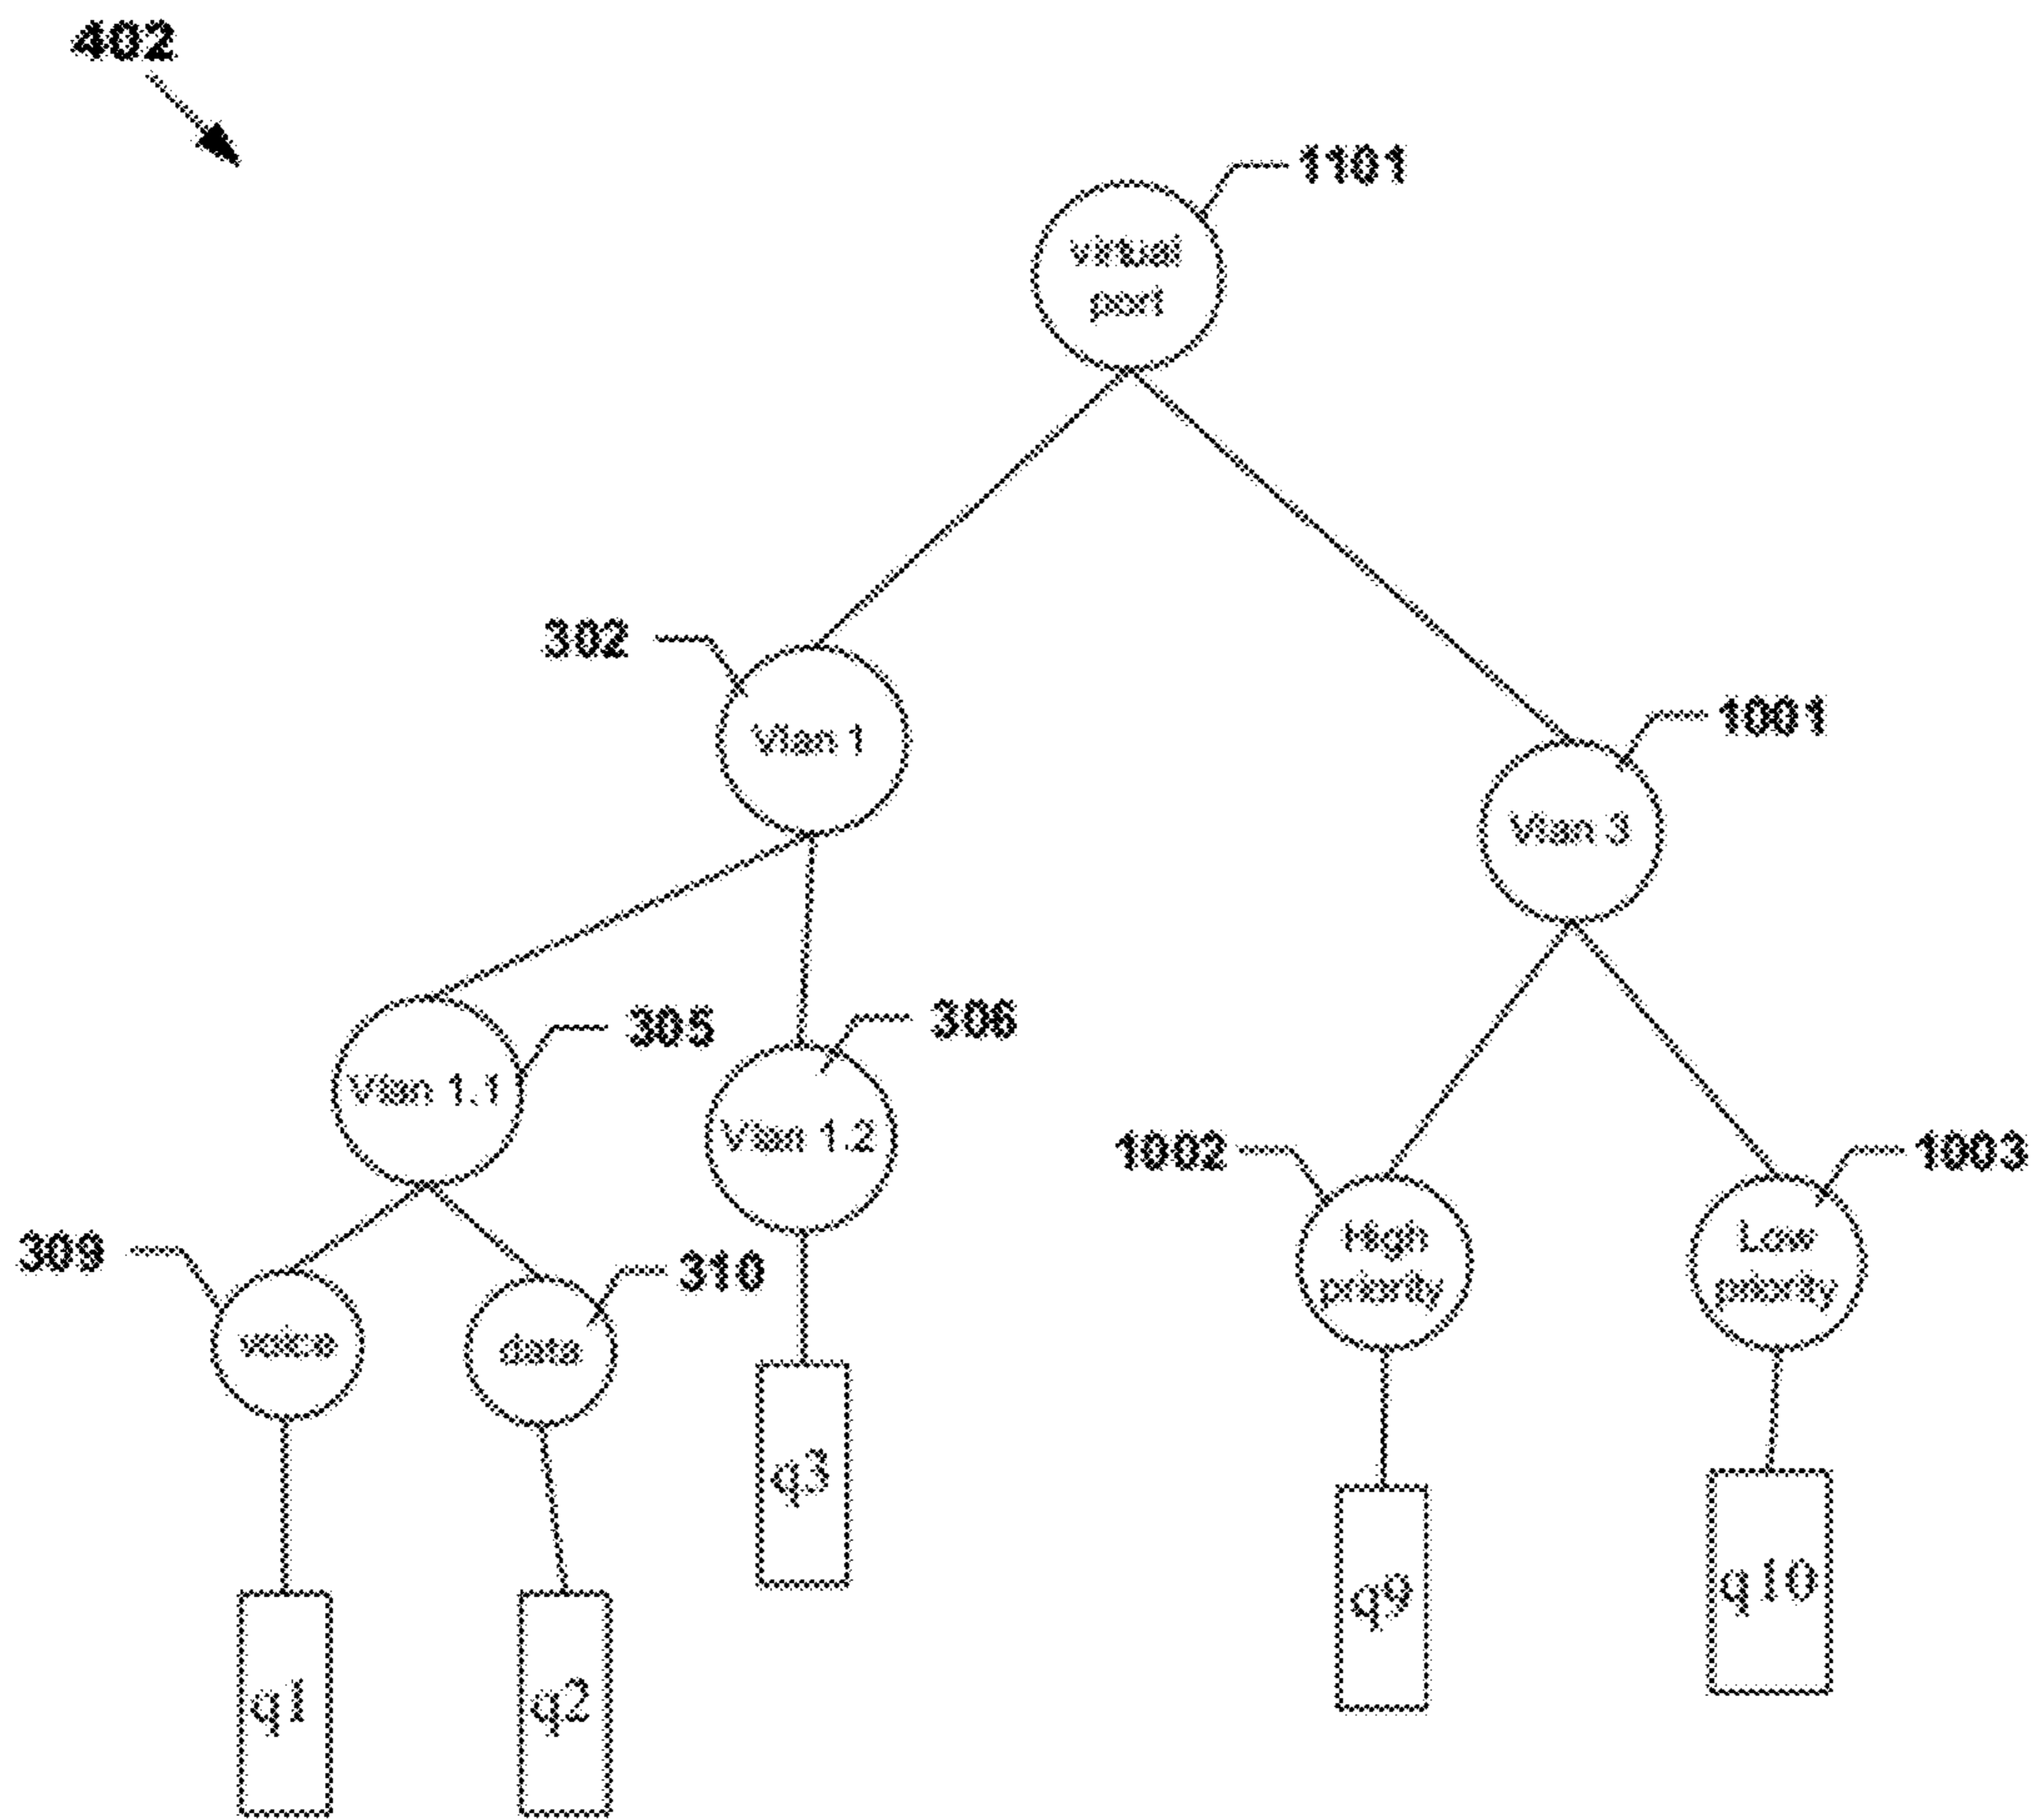 402
1101
virtual
port
302
Vlan 1
1001
Vlan 3
305
306
Vlan 1.1
Vlan 1.2
1002
1003
High
priority
Low
priority
309
310
voice
data
q3
q9
q10
q1
q2